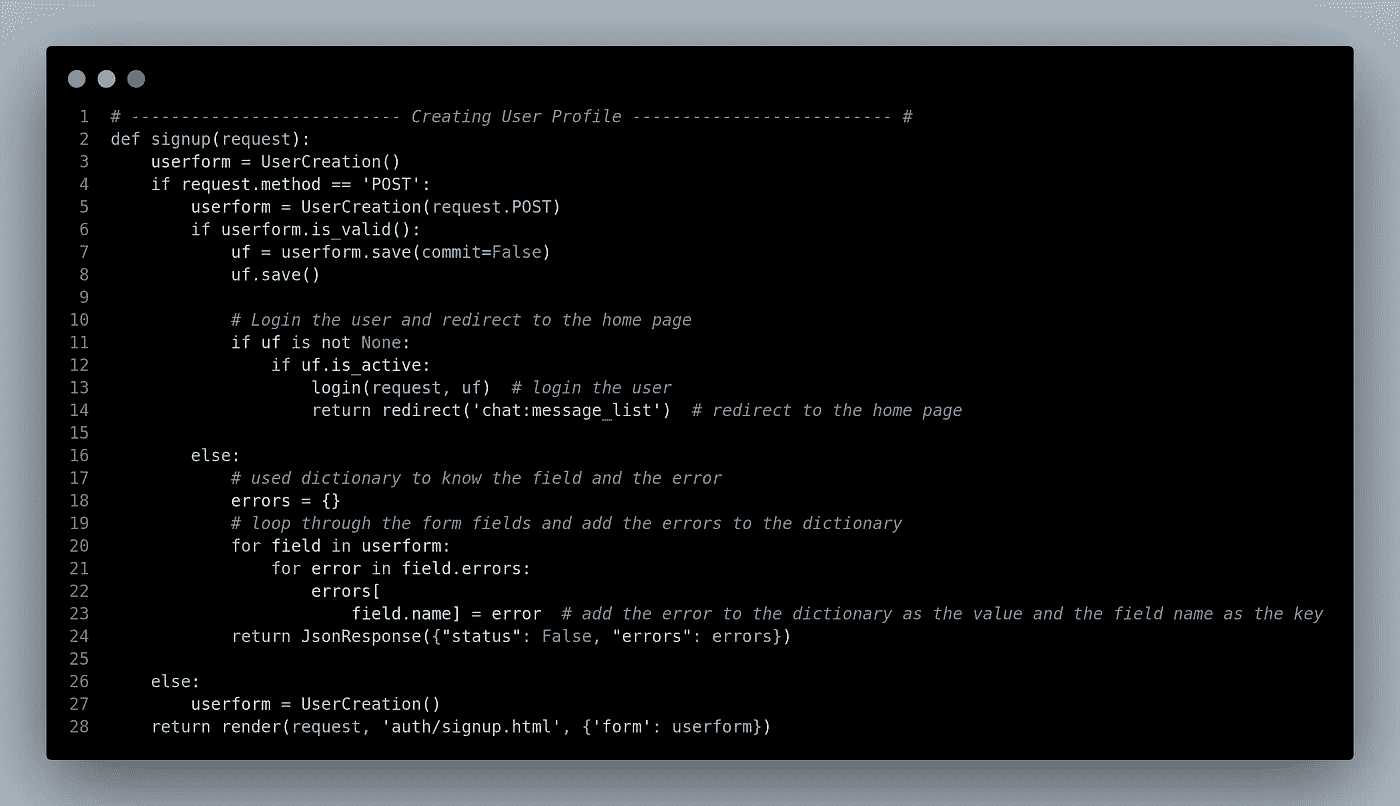 1 # --------------------------- Creating User Profile -------------------------- #
2 def signup(request):
3     userform = UserCreation()
4     if request.method == 'POST':
5         userform = UserCreation(request.POST)
6         if userform.is_valid():
7             uf = userform.save(commit=False)
8             uf.save()
9
10             # Login the user and redirect to the home page
11             if uf is not None:
12                 if uf.is_active:
13                     login(request, uf)  # login the user
14                     return redirect('chat:message_list')  # redirect to the home page
15
16         else:
17             # used dictionary to know the field and the error
18             errors = {}
19             # loop through the form fields and add the errors to the dictionary
20             for field in userform:
21                 for error in field.errors:
22                     errors[
23                         field.name] = error  # add the error to the dictionary as the value and the field name as the key
24             return JsonResponse({"status": False, "errors": errors})
25
26     else:
27         userform = UserCreation()
28     return render(request, 'auth/signup.html', {'form': userform})